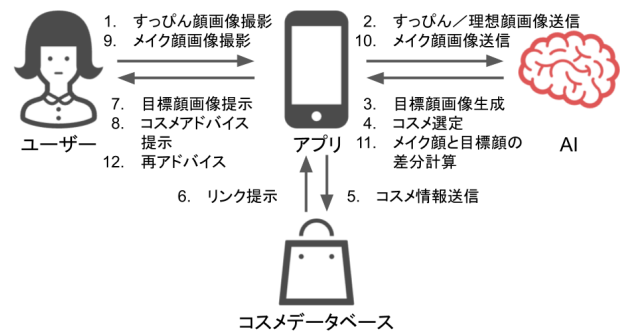 1. すっぴん顔画像撮影
9. メイク顔画像撮影
2. すっぴん／理想顔画像送信
10. メイク顔画像送信
7. 目標顔画像提示
8. コスメアドバイス
提示
12. 再アドバイス
3. 目標顔画像生成
4. コスメ選定
11. メイク顔と目標顔の
差分計算
ユーザー
アプリ
AI
6. リンク提示
5. コスメ情報送信
コスメデータベース